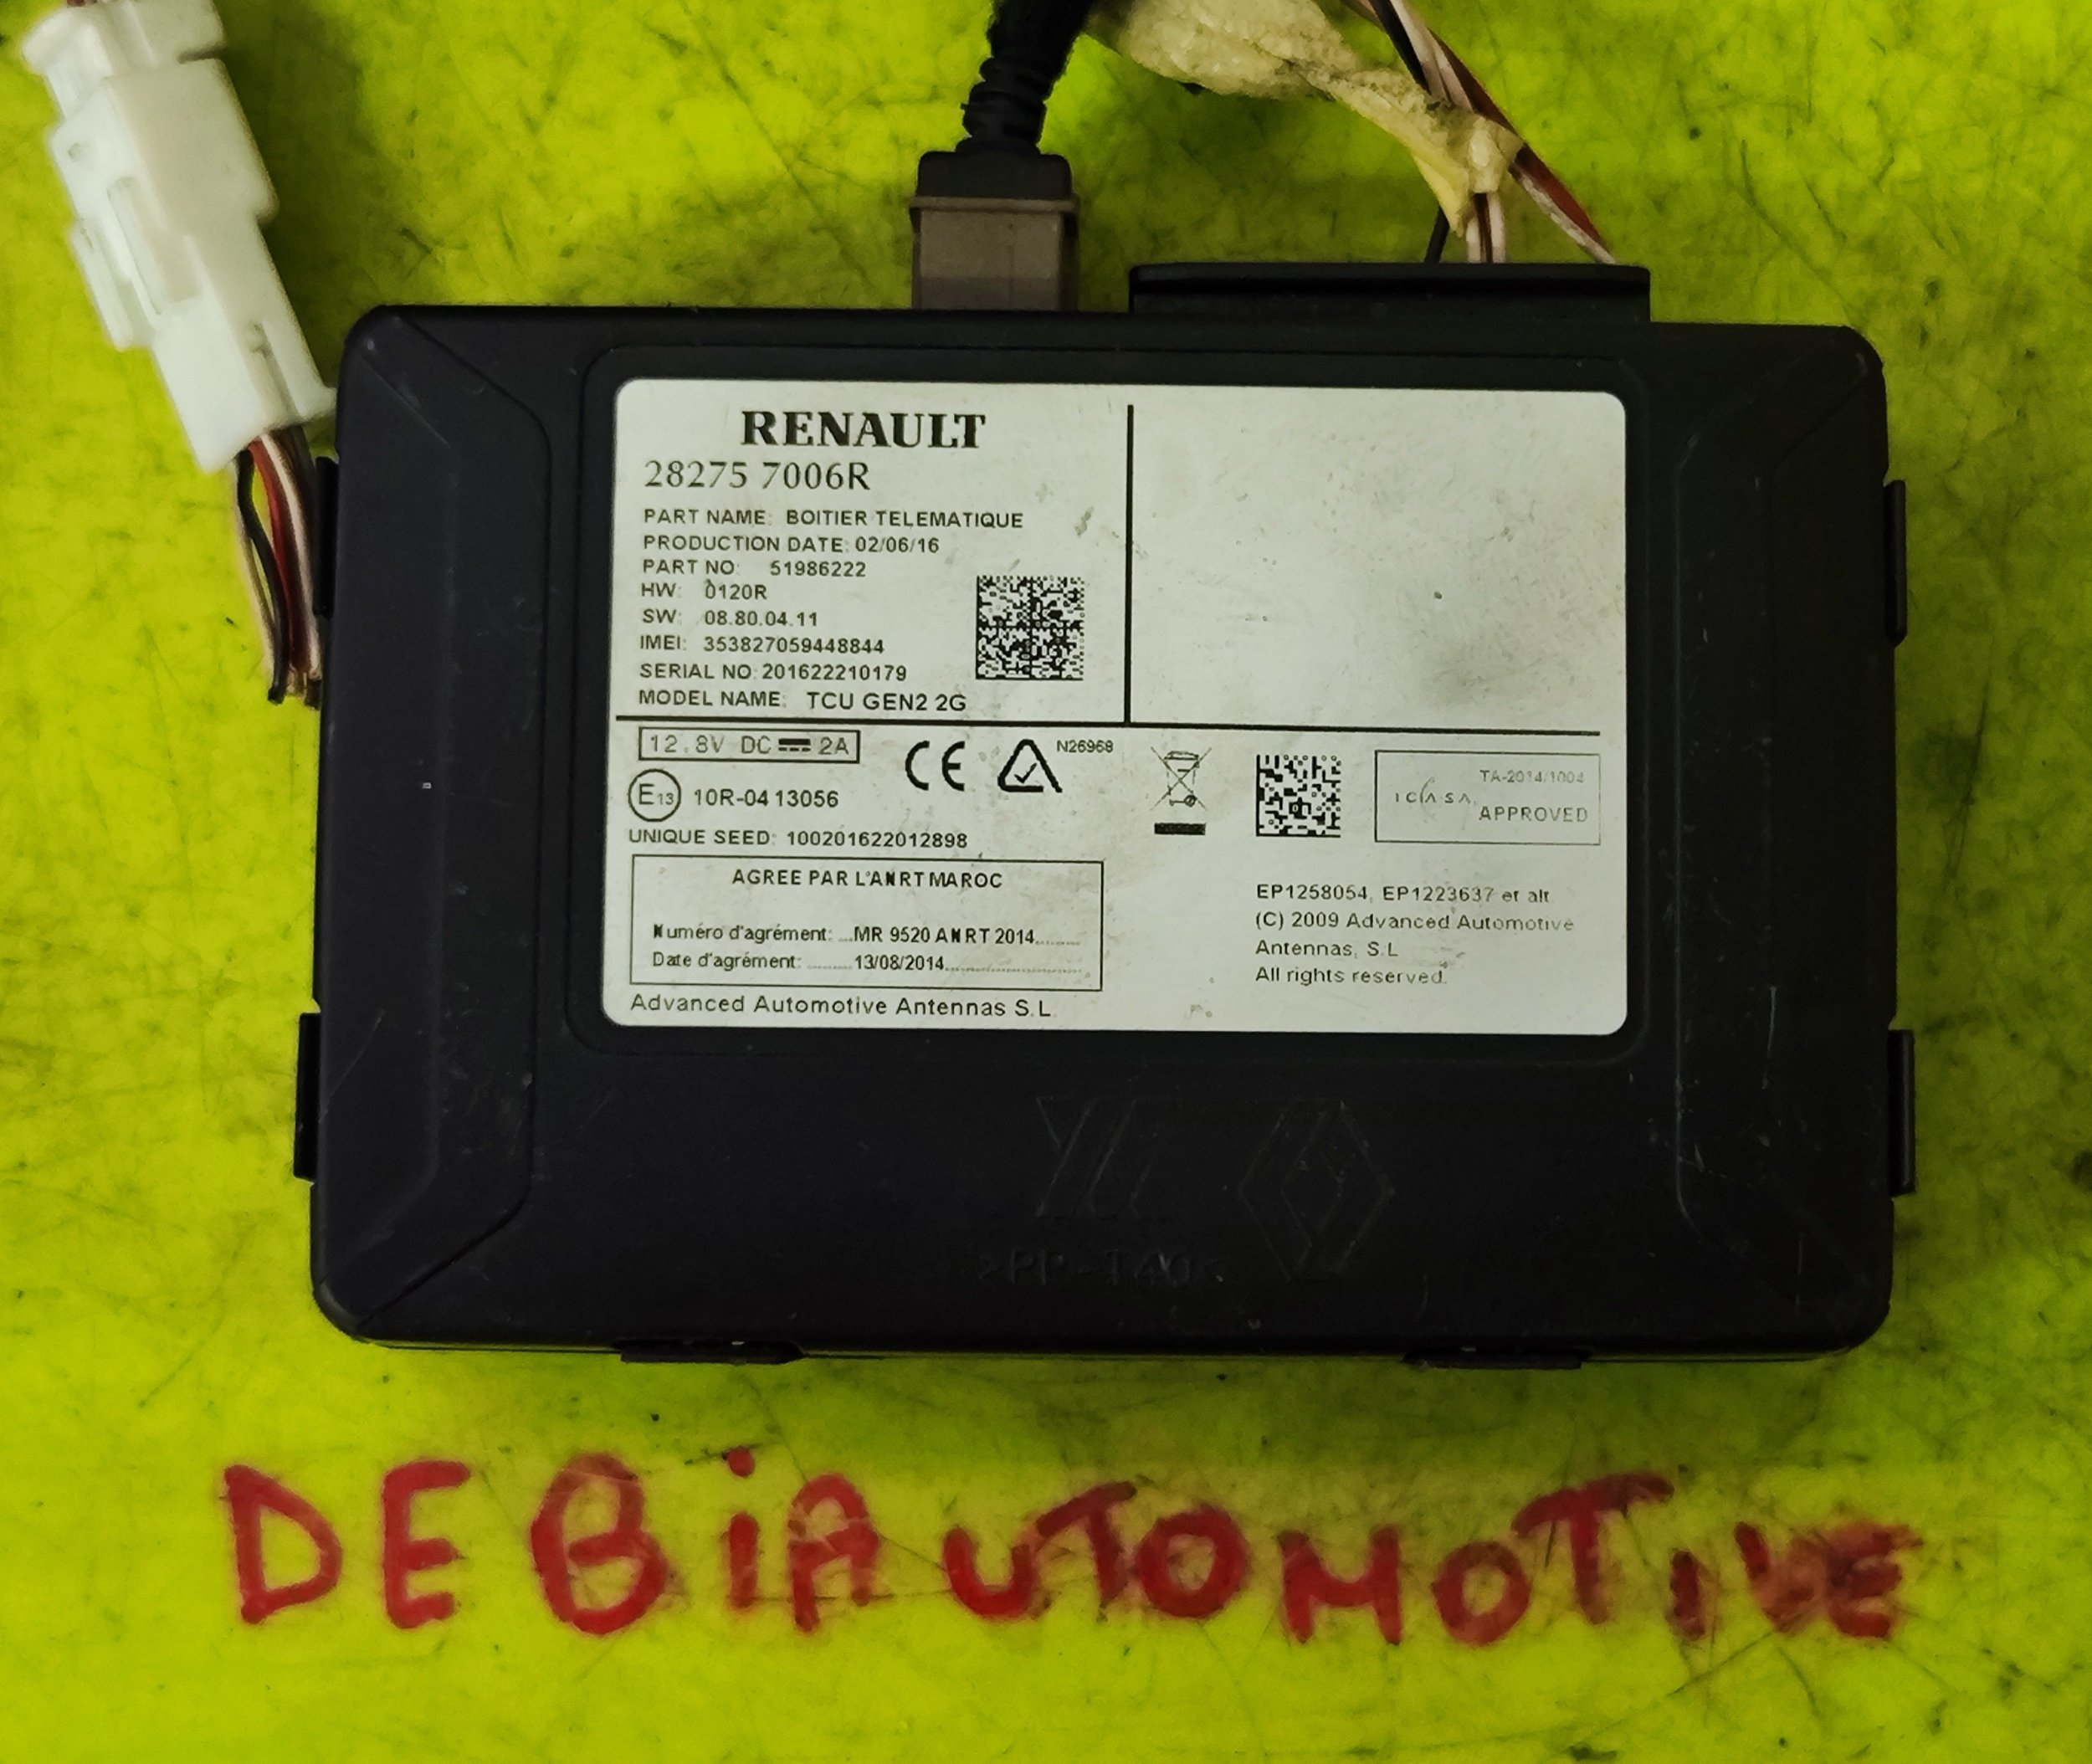 RENAULT
28275 7006R
PART NAME: BOITIER TELEMATIQUE
PRODUCTION DATE: 02/06/16
PART NO: 51986222
HW: 0120R
SW: 08.80.04.11
IMEI: 353827059448844
SERIAL NO: 201622210179
MODEL NAME: TCU GEN2 2G
12.8V DC 2A
CE
N26968
E13 10R-04 13056
UNIQUE SEED: 100201622012898
AGREE PAR L'ANRT MAROC
Numéro d'agrément: ...MR 9520 ANRT 2014.........
Date d'agrément: ......... 13/08/2014...........................
Advanced Automotive Antennas S.L
ICASA
TA-2014/1004
APPROVED
EP1258054, EP1223637 et alt.
(C) 2009 Advanced Automotive
Antennas, S.L
All rights reserved.
>PP-T40<
DEBiAUTOMOTIVE